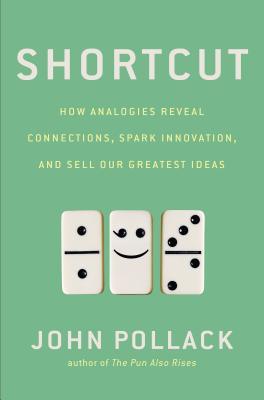 SHORTCUT
HOW ANALOGIES REVEAL
CONNECTIONS, SPARK INNOVATION,
AND SELL OUR GREATEST IDEAS
JOHN POLLACK
author of The Pun Also Rises